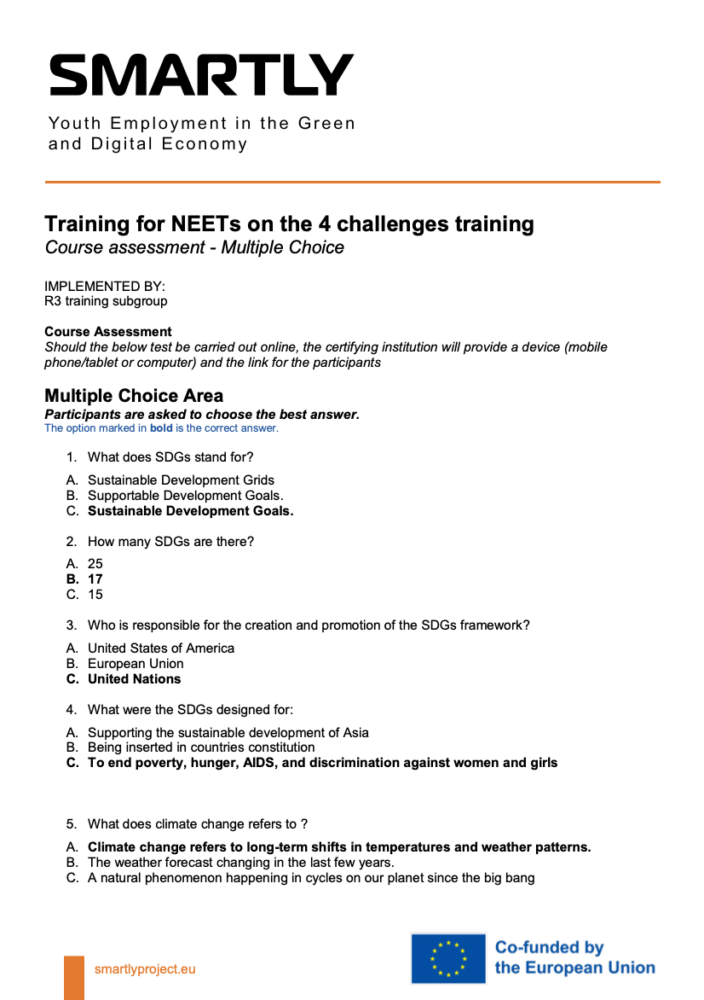 SMARTLY
Youth Employment in the Green
and Digital Economy
Training for NEETs on the 4 challenges training
Course assessment - Multiple Choice
IMPLEMENTED BY:
R3 training subgroup
Course Assessment
Should the below test be carried out online, the certifying institution will provide a device (mobile
phone/tablet or computer) and the link for the participants
Multiple Choice Area
Participants are asked to choose the best answer.
The option marked in bold is the correct answer.
1. What does SDGs stand for?
A. Sustainable Development Grids
B. Supportable Development Goals.
C. Sustainable Development Goals.
2. How many SDGs are there?
A. 25
B. 17
C. 15
3. Who is responsible for the creation and promotion of the SDGs framework?
A. United States of America
B. European Union
C. United Nations
4. What were the SDGs designed for:
A. Supporting the sustainable development of Asia
B. Being inserted in countries constitution
C. To end poverty, hunger, AIDS, and discrimination against women and girls
5. What does climate change refers to ?
A. Climate change refers to long-term shifts in temperatures and weather patterns.
B. The weather forecast changing in the last few years.
C. A natural phenomenon happening in cycles on our planet since the big bang
smartlyproject.eu
Co-funded by
the European Union